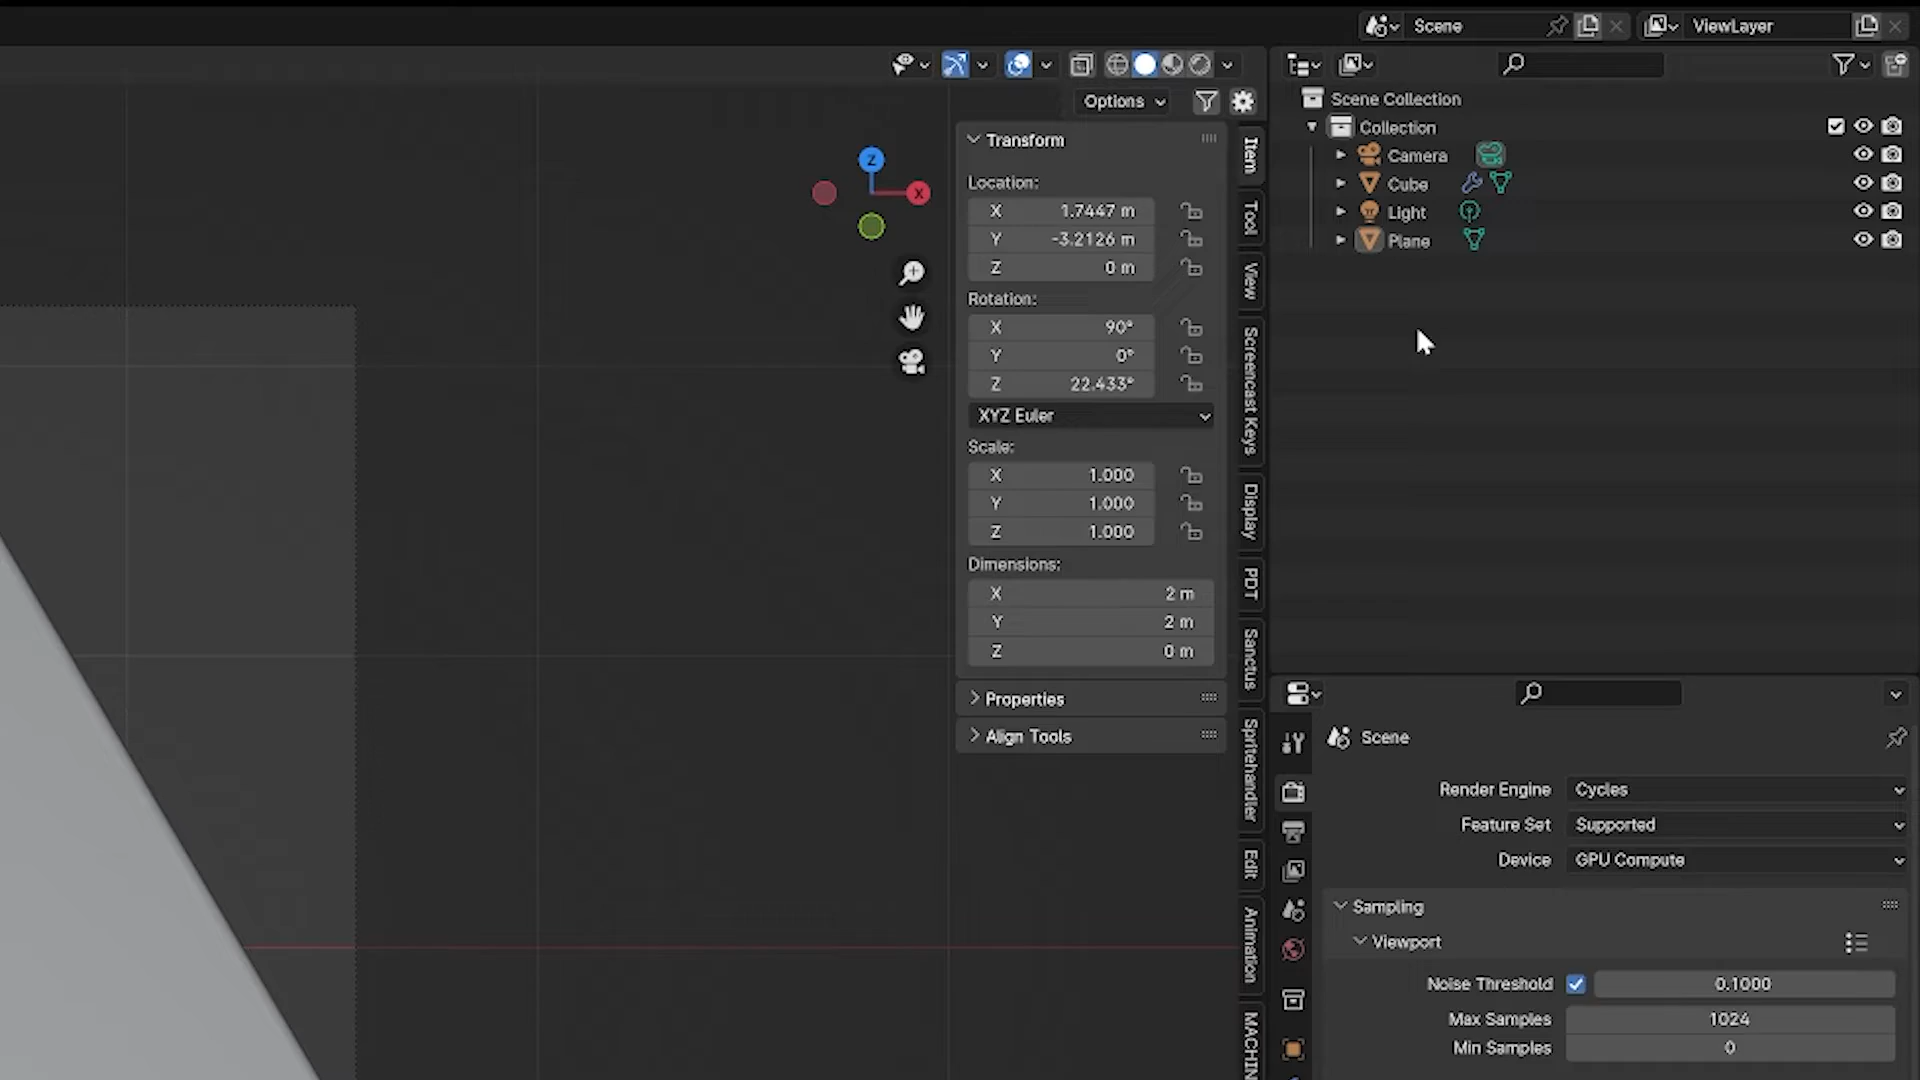 Scene
ViewLayer
Options
Scene Collection
Collection
Camera
Cube
Light
Plane
Transform
Location:
X 1.7447 m
Y -3.2126 m
Z 0 m
Rotation:
X 90°
Y 0°
Z 22.433°
XYZ Euler
Scale:
X 1.000
Y 1.000
Z 1.000
Dimensions:
X 2 m
Y 2 m
Z 0 m
Properties
Align Tools
Z
X
Item
Tool
View
Screencast Keys
Display
PDT
Sanctus
Spritehandler
Edit
Animation
MACHIN
Scene
Render Engine Cycles
Feature Set Supported
Device GPU Compute
Sampling
Viewport
Noise Threshold 0.1000
Max Samples 1024
Min Samples 0